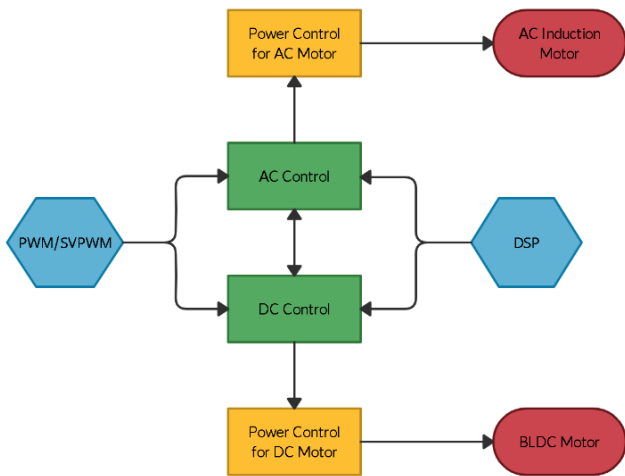 Power Control
for AC Motor
AC Induction
Motor
AC Control
PWM/SVPWM
DSP
DC Control
Power Control
for DC Motor
BLDC Motor